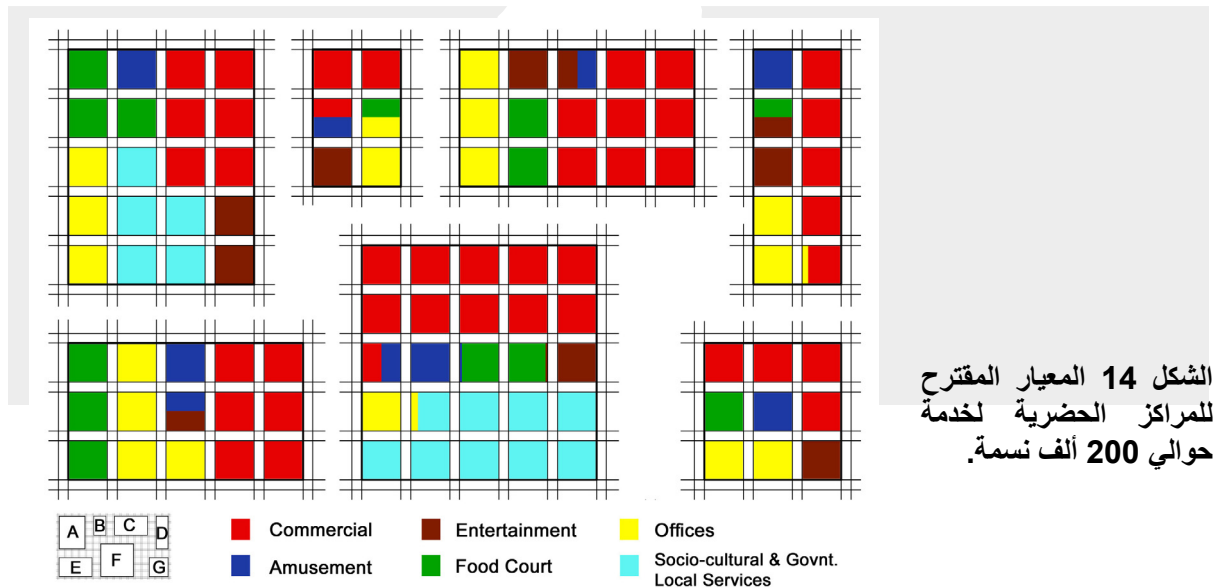 الشكل 14 المعيار المقترح
للمراكز الحضرية لخدمة
حوالي 200 ألف نسمة.
A B C D
E F G
Commercial
Entertainment
Offices
Amusement
Food Court
Socio-cultural & Govnt.
Local Services